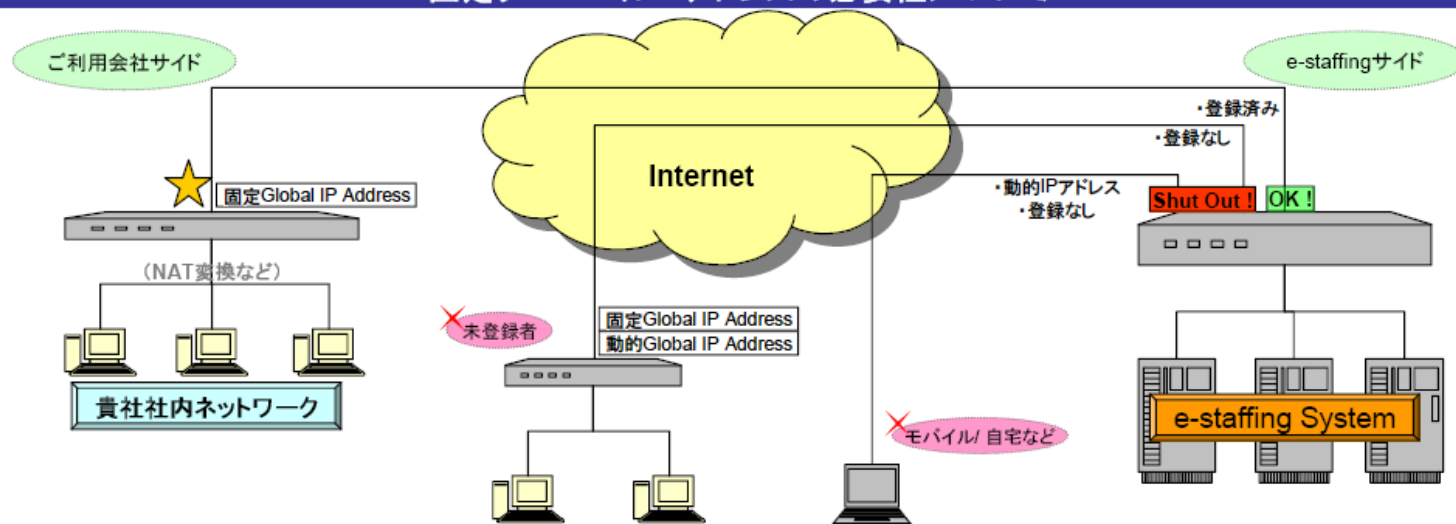 ご利用会社サイド
e-staffingサイド
・登録済み
・登録なし
Internet
・動的IPアドレス
・登録なし
固定Global IP Address
Shut Out !
OK !
(NAT変換など)
未登録者
固定Global IP Address
動的Global IP Address
貴社社内ネットワーク
モバイル/ 自宅など
e-staffing System